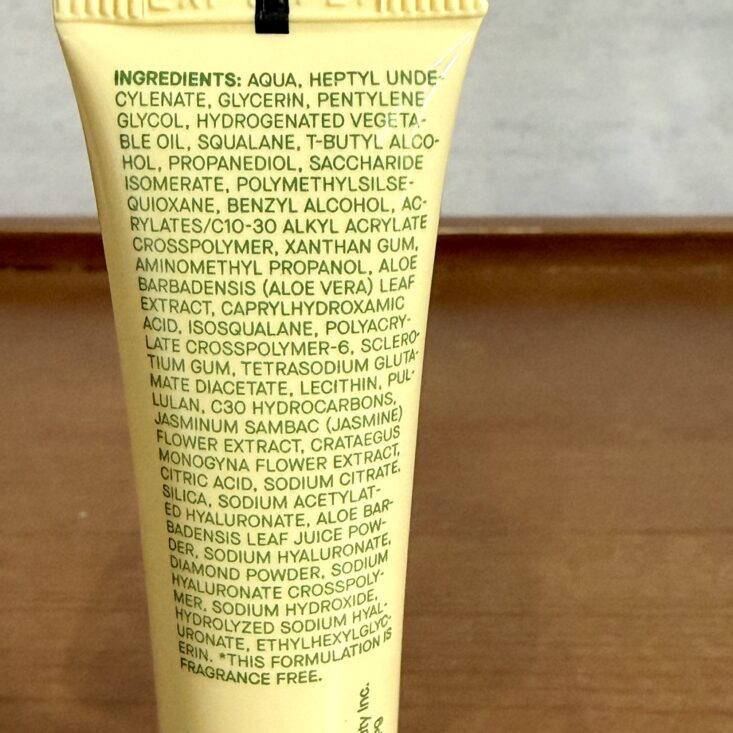 INGREDIENTS: AQUA, HEPTYL UNDE-
CYLENATE, GLYCERIN, PENTYLENE
GLYCOL, HYDROGENATED VEGETA-
BLE OIL, SQUALANE, T-BUTYL ALCO-
HOL, PROPANEDIOL, SACCHARIDE
ISOMERATE, POLYMETHYLSILSE-
QUIOXANE, BENZYL ALCOHOL, AC-
RYLATES/C10-30 ALKYL ACRYLATE
CROSSPOLYMER, XANTHAN GUM,
AMINOMETHYL PROPANOL, ALOE
BARBADENSIS (ALOE VERA) LEAF
EXTRACT, CAPRYLHYDROXAMIC
ACID, ISOSQUALANE, POLYACRY-
LATE CROSSPOLYMER-6, SCLERO-
TIUM GUM, TETRASODIUM GLUTA-
MATE DIACETATE, LECITHIN, PUL-
LULAN, C30 HYDROCARBONS,
JASMINUM SAMBAC (JASMINE)
FLOWER EXTRACT, CRATAEGUS
MONOGYNA FLOWER EXTRACT,
CITRIC ACID, SODIUM CITRATE,
SILICA, SODIUM ACETYLAT-
ED HYALURONATE, ALOE BAR-
BADENSIS LEAF JUICE POW-
DER, SODIUM HYALURONATE,
DIAMOND POWDER, SODIUM
HYALURONATE CROSSPOLY-
MER, SODIUM HYDROXIDE,
HYDROLYZED SODIUM HYAL-
URONATE, ETHYLHEXYLGLYC-
ERIN. *THIS FORMULATION IS
FRAGRANCE FREE.
Inc.